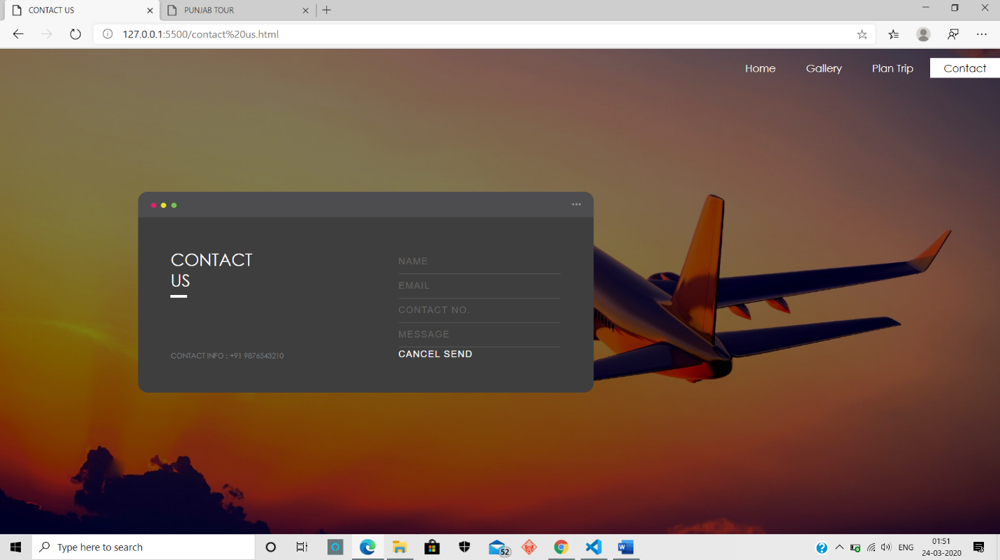 CONTACT US
PUNJAB TOUR
127.0.0.1:5500/contact%20us.html
Home Gallery Plan Trip Contact
CONTACT
US
CONTACT INFO : +91 9876543210
NAME
EMAIL
CONTACT NO.
MESSAGE
CANCEL SEND
Type here to search
52
W
ENG
01:51
24-03-2020